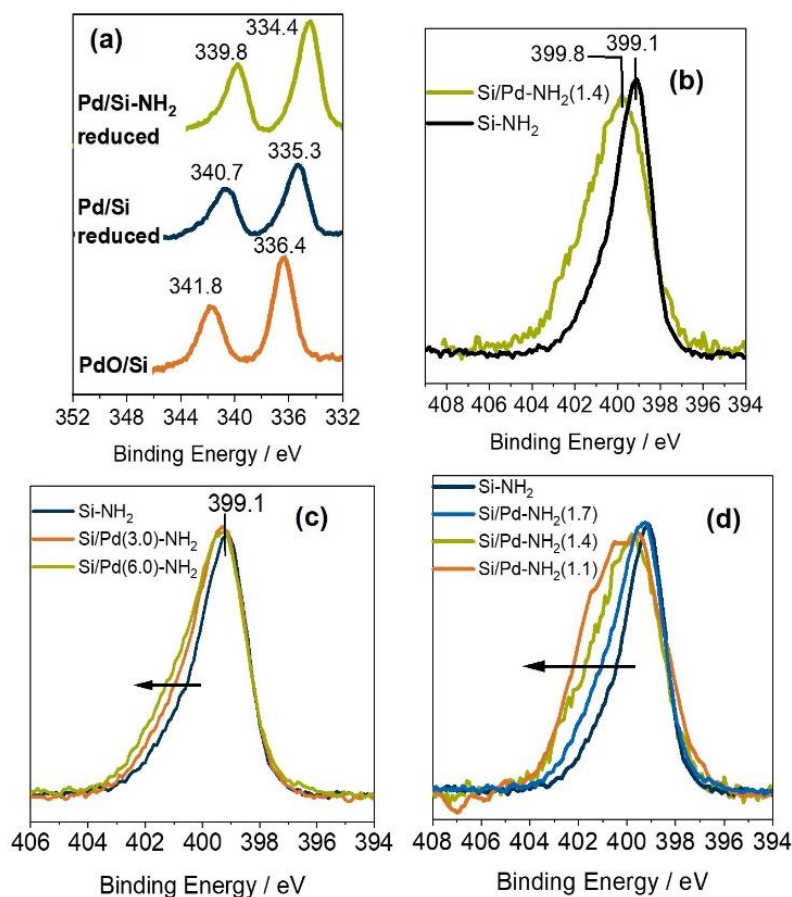 (a)
334.4
339.8
Pd/Si-NH₂
reduced
335.3
340.7
Pd/Si
reduced
336.4
341.8
PdO/Si
352 348 344 340 336 332
Binding Energy / eV
399.1
399.8
(b)
Si/Pd-NH₂(1.4)
Si-NH₂
408 406 404 402 400 398 396 394
Binding Energy / eV
399.1
(c)
Si-NH₂
Si/Pd(3.0)-NH₂
Si/Pd(6.0)-NH₂
406 404 402 400 398 396 394
Binding Energy / eV
(d)
Si-NH₂
Si/Pd-NH₂(1.7)
Si/Pd-NH₂(1.4)
Si/Pd-NH₂(1.1)
408 406 404 402 400 398 396 394
Binding Energy / eV